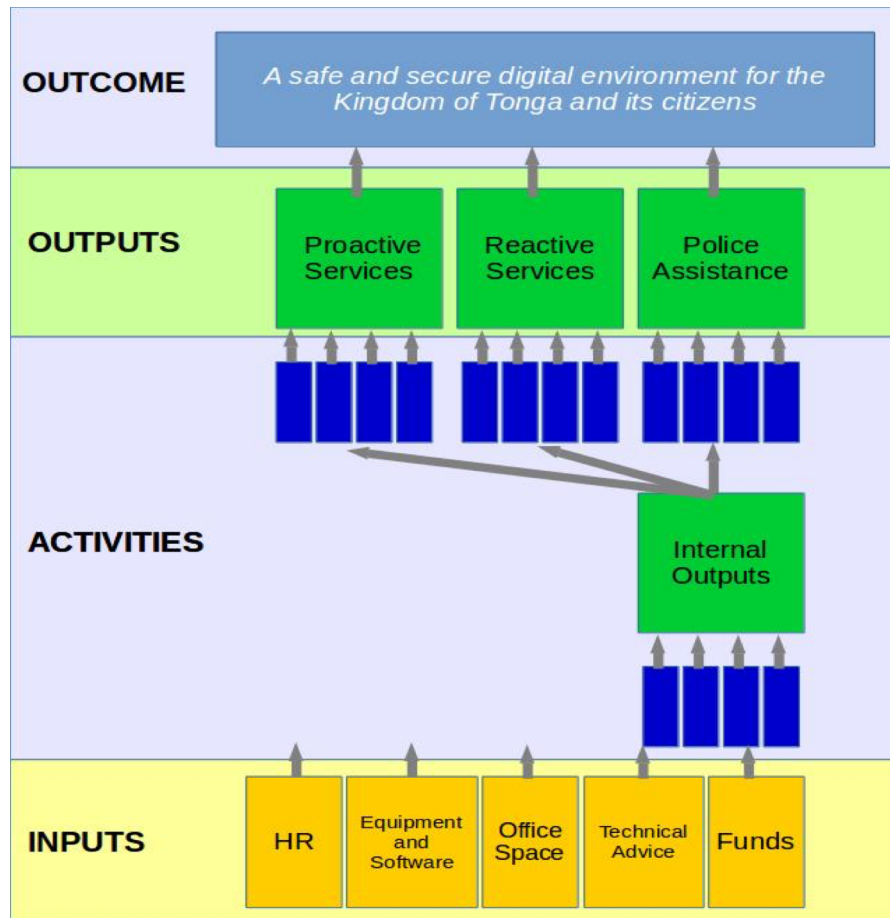 OUTCOME
A safe and secure digital environment for the
Kingdom of Tonga and its citizens
OUTPUTS
Proactive
Services
Reactive
Services
Police
Assistance
ACTIVITIES
Internal
Outputs
INPUTS
HR
Equipment
and
Software
Office
Space
Technical
Advice
Funds